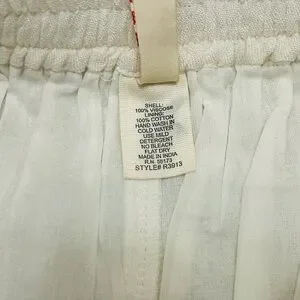 SHELL:
100% VISCOSE
LINING:
100% COTTON
HAND WASH IN
COLD WATER
USE MILD
DETERGENT
NO BLEACH
FLAT DRY
MADE IN INDIA
R.N. 59173
STYLE# R3913